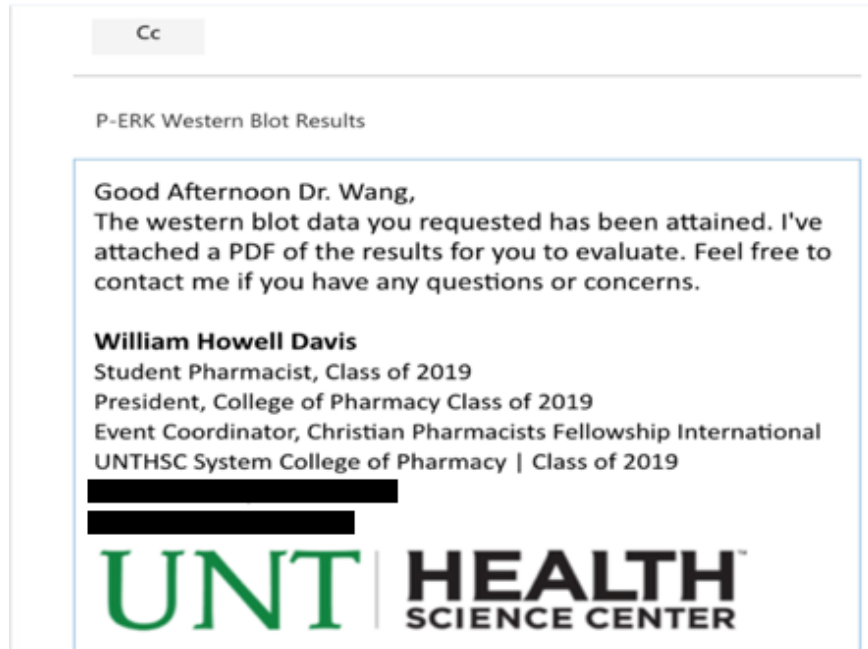 Cc
P-ERK Western Blot Results
Good Afternoon Dr. Wang,
The western blot data you requested has been attained. I've
attached a PDF of the results for you to evaluate. Feel free to
contact me if you have any questions or concerns.
William Howell Davis
Student Pharmacist, Class of 2019
President, College of Pharmacy Class of 2019
Event Coordinator, Christian Pharmacists Fellowship International
UNTHSC System College of Pharmacy | Class of 2019
UNT | HEALTH™
SCIENCE CENTER